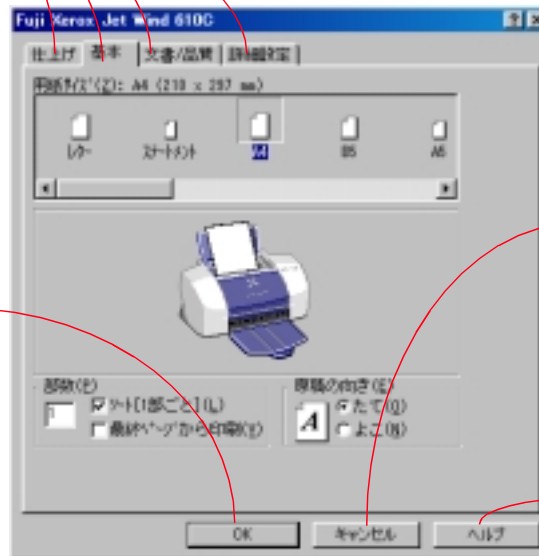 Fuji Xerox Jet Wind 610C
仕上げ 基本 文書/品質 詳細設定
用紙ｻｲｽﾞ(Z): A4 (210 x 297 mm)
ﾚﾀｰ ｽﾃｰﾄﾒﾝﾄ A4 B5 A5
部数(P)
1
ｿｰﾄ[1部ごと](L)
最終ﾍﾟｰｼﾞから印刷(Y)
原稿の向き(E)
A
たて(Q)
よこ(N)
OK キャンセル ヘルプ